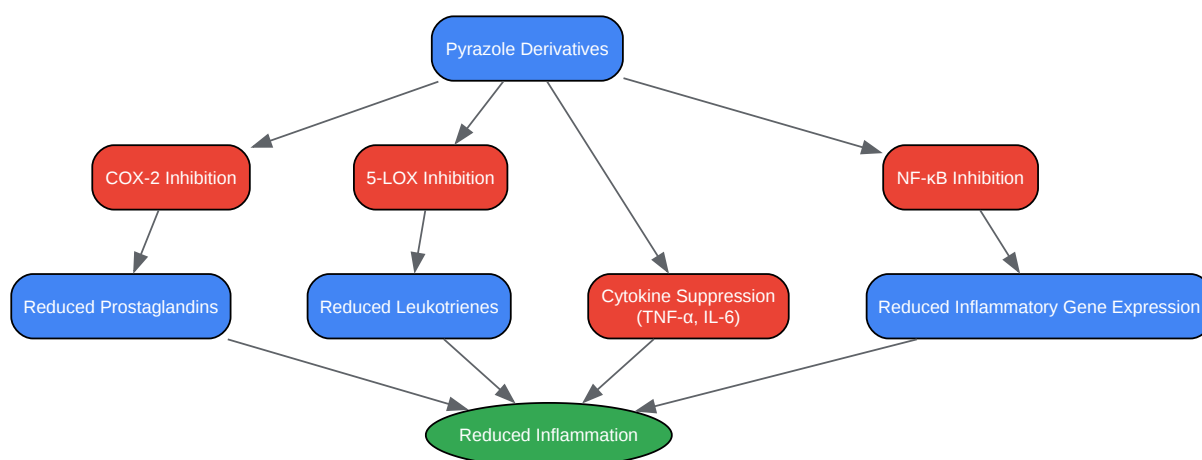 Pyrazole Derivatives
COX-2 Inhibition
5-LOX Inhibition
NF-κB Inhibition
Reduced Prostaglandins
Reduced Leukotrienes
Cytokine Suppression
(TNF-α, IL-6)
Reduced Inflammatory Gene Expression
Reduced Inflammation